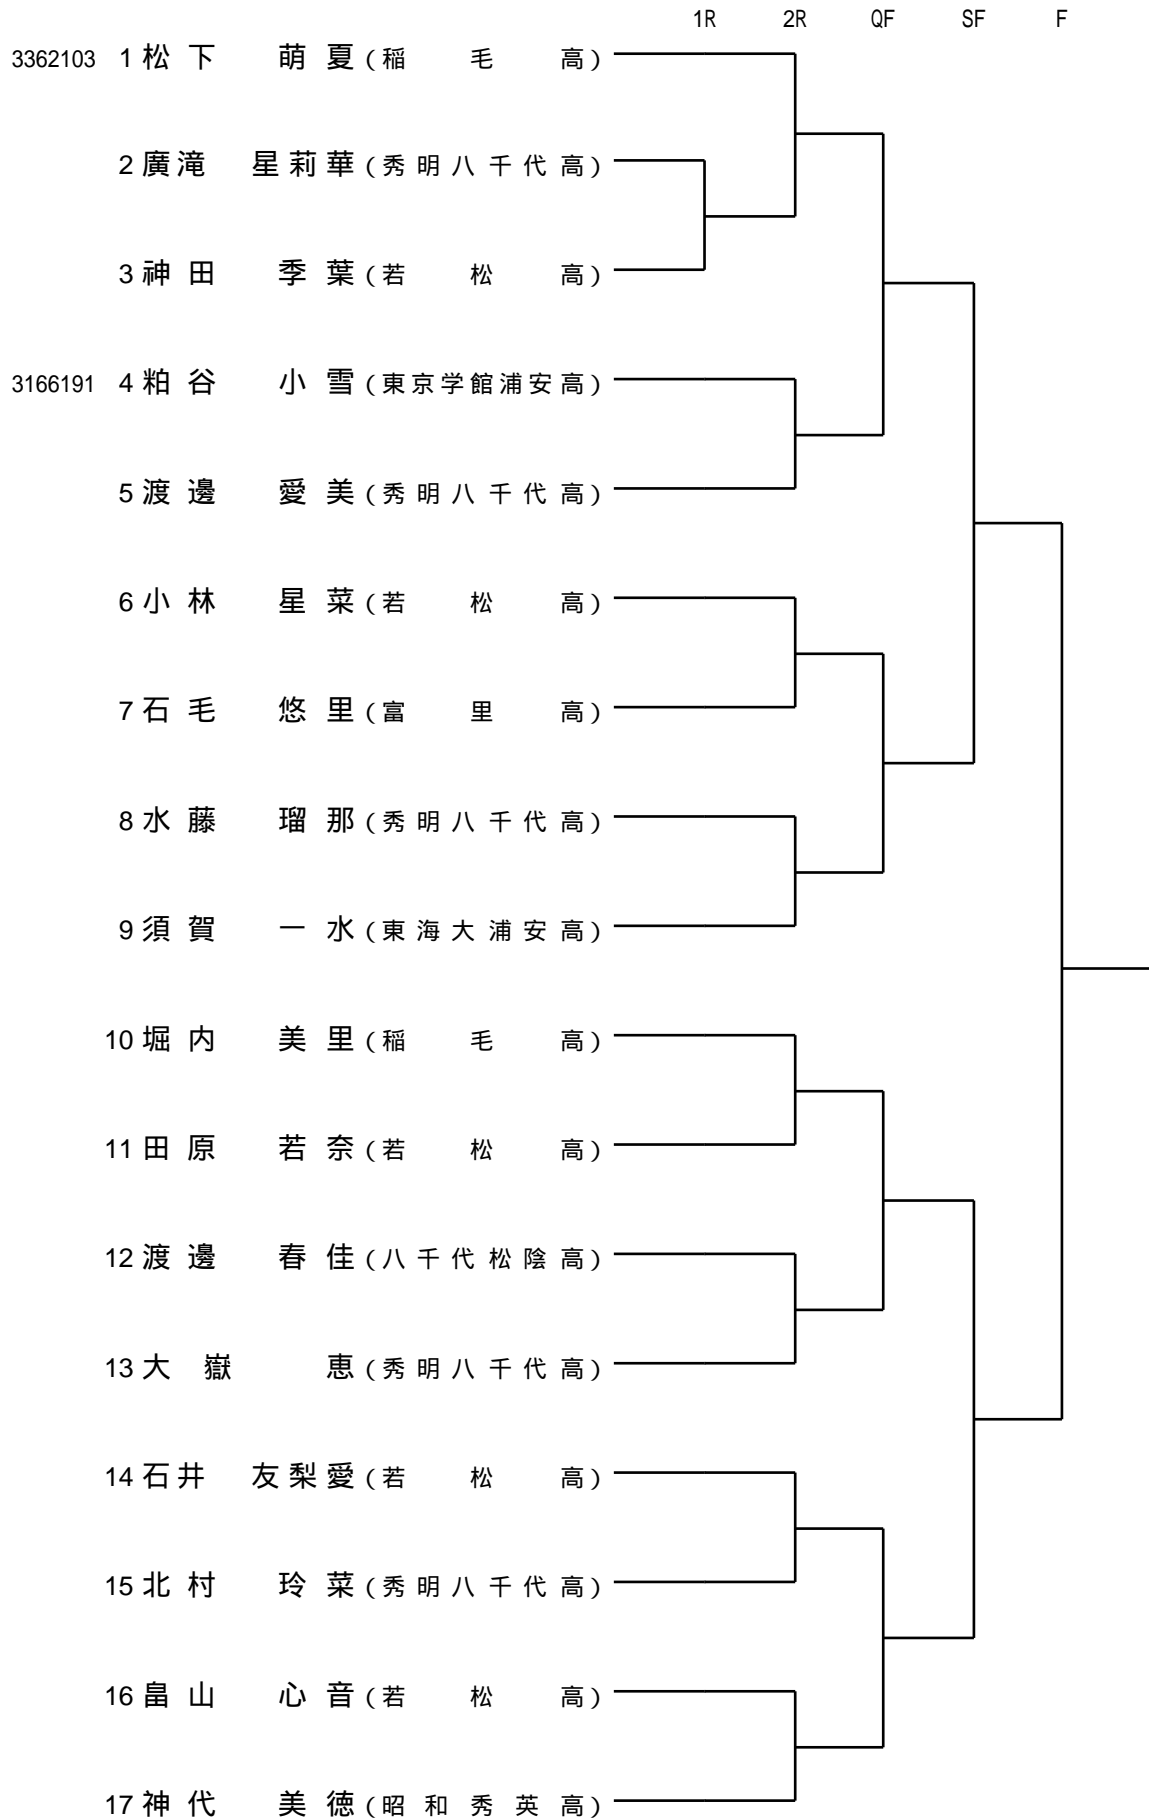 1R 2R QF SF F
3362103 1 松下 萌夏 (稲毛高)
2 廣滝 星莉華 (秀明八千代高)
3 神田 季葉 (若松高)
3166191 4 粕谷 小雪 (東京学館浦安高)
5 渡邊 愛美 (秀明八千代高)
6 小林 星菜 (若松高)
7 石毛 悠里 (富里高)
8 水藤 瑠那 (秀明八千代高)
9 須賀 一水 (東海大浦安高)
10 堀内 美里 (稲毛高)
11 田原 若奈 (若松高)
12 渡邊 春佳 (八千代松陰高)
13 大嶽 恵 (秀明八千代高)
14 石井 友梨愛 (若松高)
15 北村 玲菜 (秀明八千代高)
16 畠山 心音 (若松高)
17 神代 美徳 (昭和秀英高)